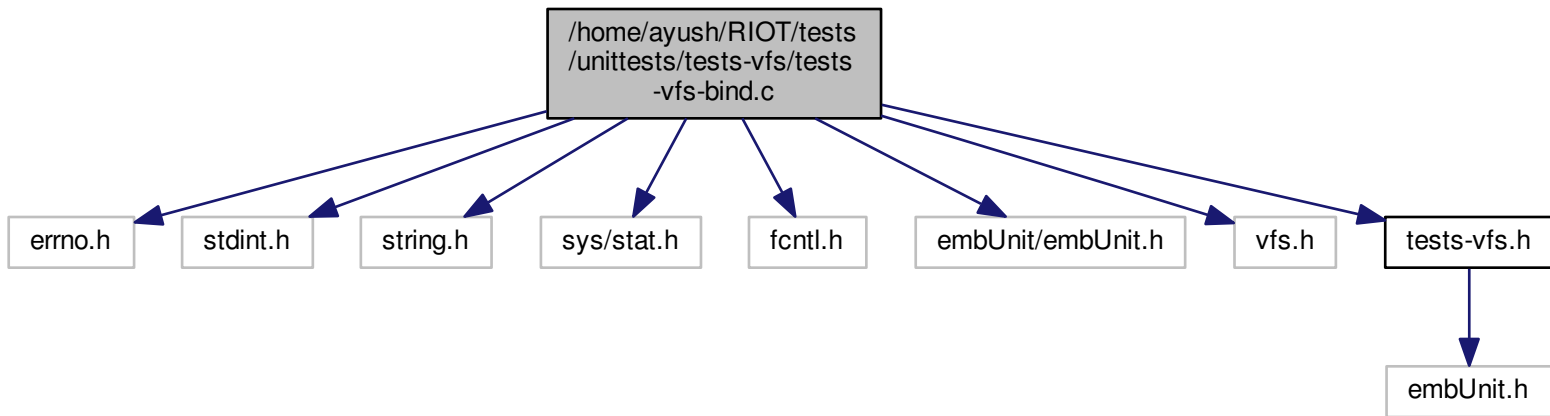 /home/ayush/RIOT/tests
/unittests/tests-vfs/tests
-vfs-bind.c
errno.h
stdint.h
string.h
sys/stat.h
fcntl.h
embUnit/embUnit.h
vfs.h
tests-vfs.h
embUnit.h